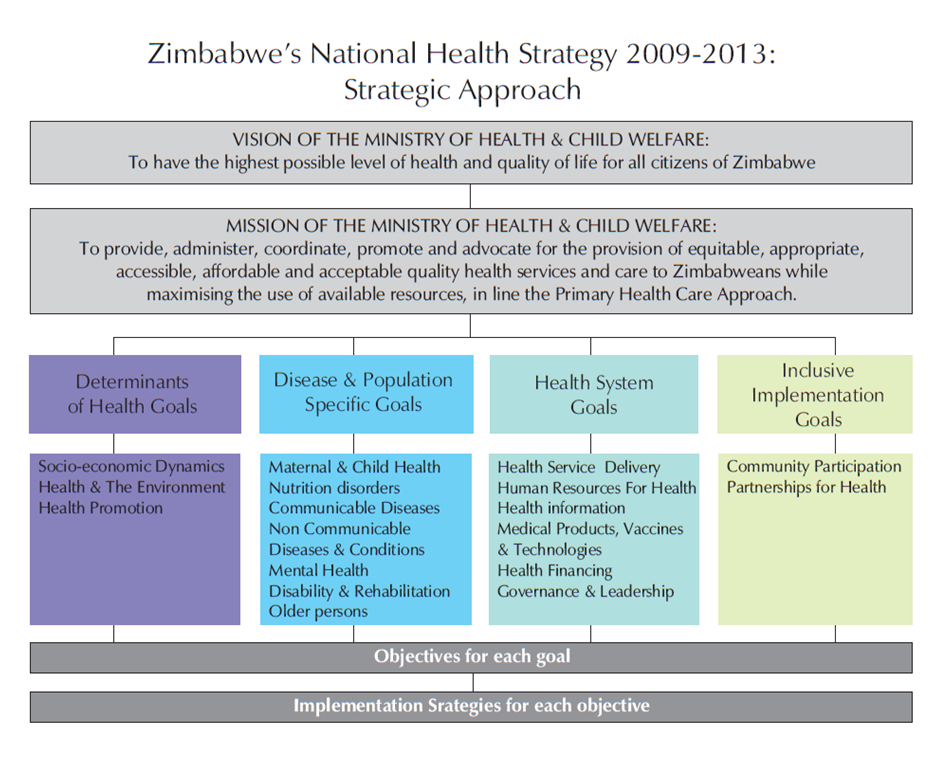 Zimbabwe's National Health Strategy 2009-2013:
Strategic Approach
VISION OF THE MINISTRY OF HEALTH & CHILD WELFARE:
To have the highest possible level of health and quality of life for all citizens of Zimbabwe
MISSION OF THE MINISTRY OF HEALTH & CHILD WELFARE:
To provide, administer, coordinate, promote and advocate for the provision of equitable, appropriate,
accessible, affordable and acceptable quality health services and care to Zimbabweans while
maximising the use of available resources, in line the Primary Health Care Approach.
Determinants
of Health Goals
Socio-economic Dynamics
Health & The Environment
Health Promotion
Disease & Population
Specific Goals
Maternal & Child Health
Nutrition disorders
Communicable Diseases
Non Communicable
Diseases & Conditions
Mental Health
Disability & Rehabilitation
Older persons
Health System
Goals
Health Service Delivery
Human Resources For Health
Health information
Medical Products, Vaccines
& Technologies
Health Financing
Governance & Leadership
Inclusive
Implementation
Goals
Community Participation
Partnerships for Health
Objectives for each goal
Implementation Srategies for each objective